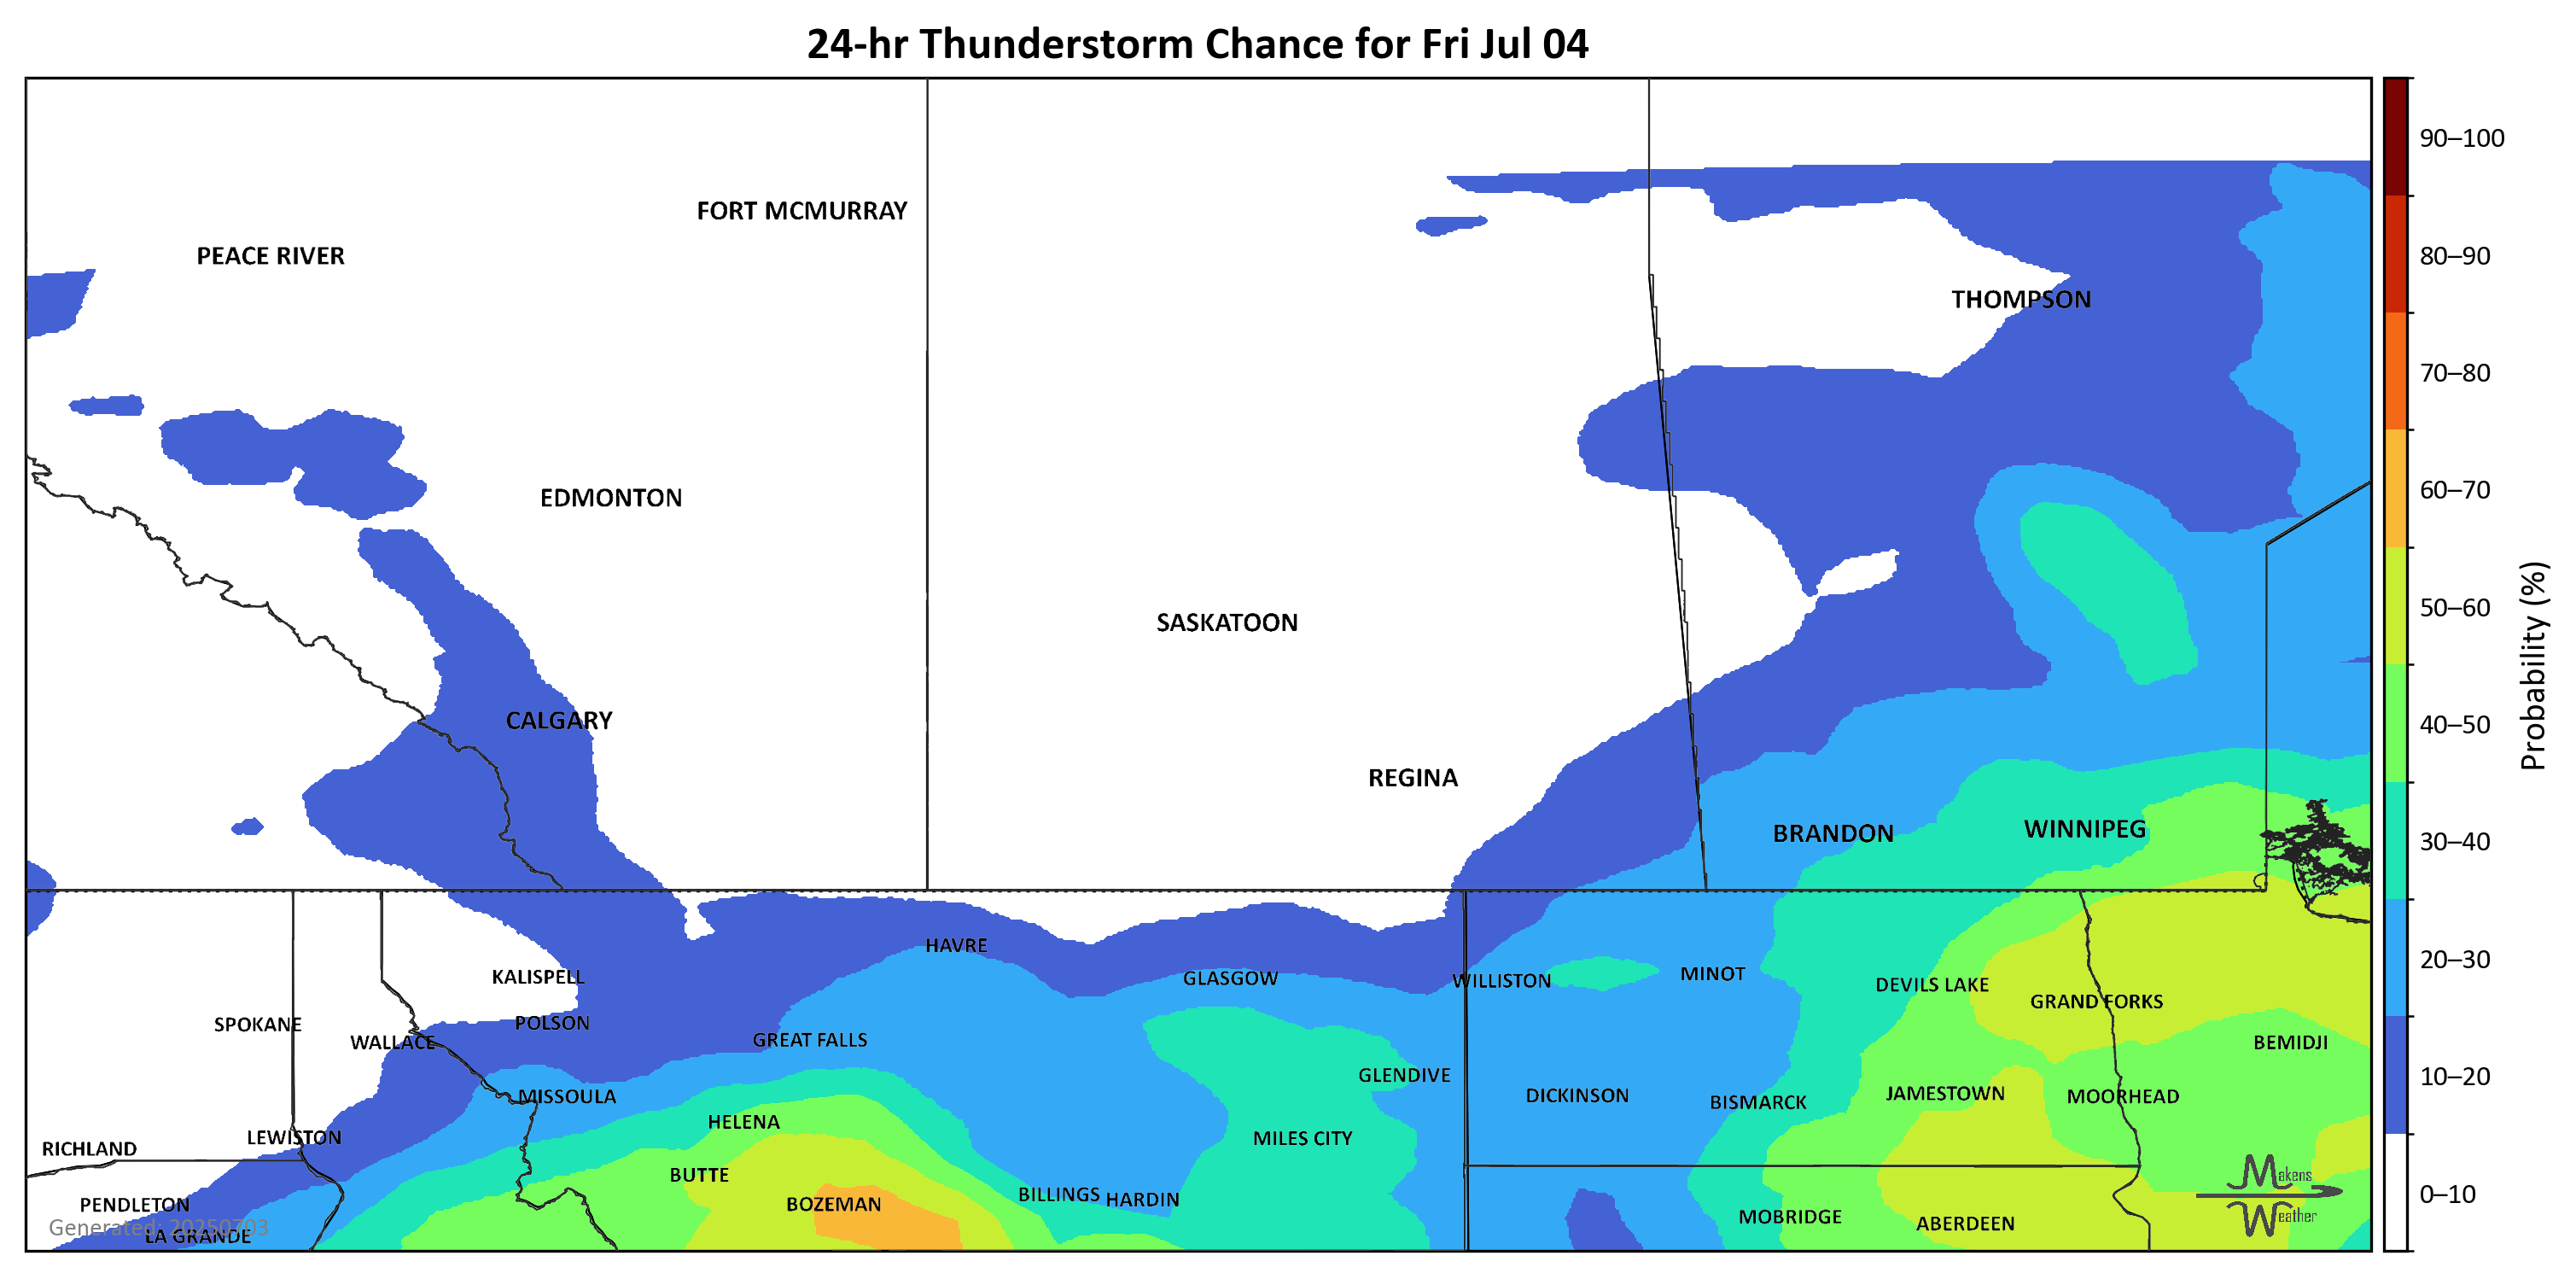 24-hr Thunderstorm Chance for Fri Jul 04
90–100
FORT MCMURRAY
PEACE RIVER
80–90
THOMPSON
70–80
EDMONTON
60–70
SASKATOON
50–60
Probability (%)
CALGARY
40–50
REGINA
BRANDON
WINNIPEG
30–40
HAVRE
KALISPELL
GLASGOW
WILLISTON
MINOT
DEVILS LAKE
20–30
GRAND FORKS
SPOKANE
POLSON
WALLACE
GREAT FALLS
BEMIDJI
GLENDIVE
10–20
MISSOULA
DICKINSON
BISMARCK
JAMESTOWN
MOORHEAD
HELENA
RICHLAND
LEWISTON
MILES CITY
BUTTE
Makens
Weather
BILLINGS
HARDIN
0–10
PENDLETON
BOZEMAN
MOBRIDGE
ABERDEEN
Generated: 20250703
LA GRANDE